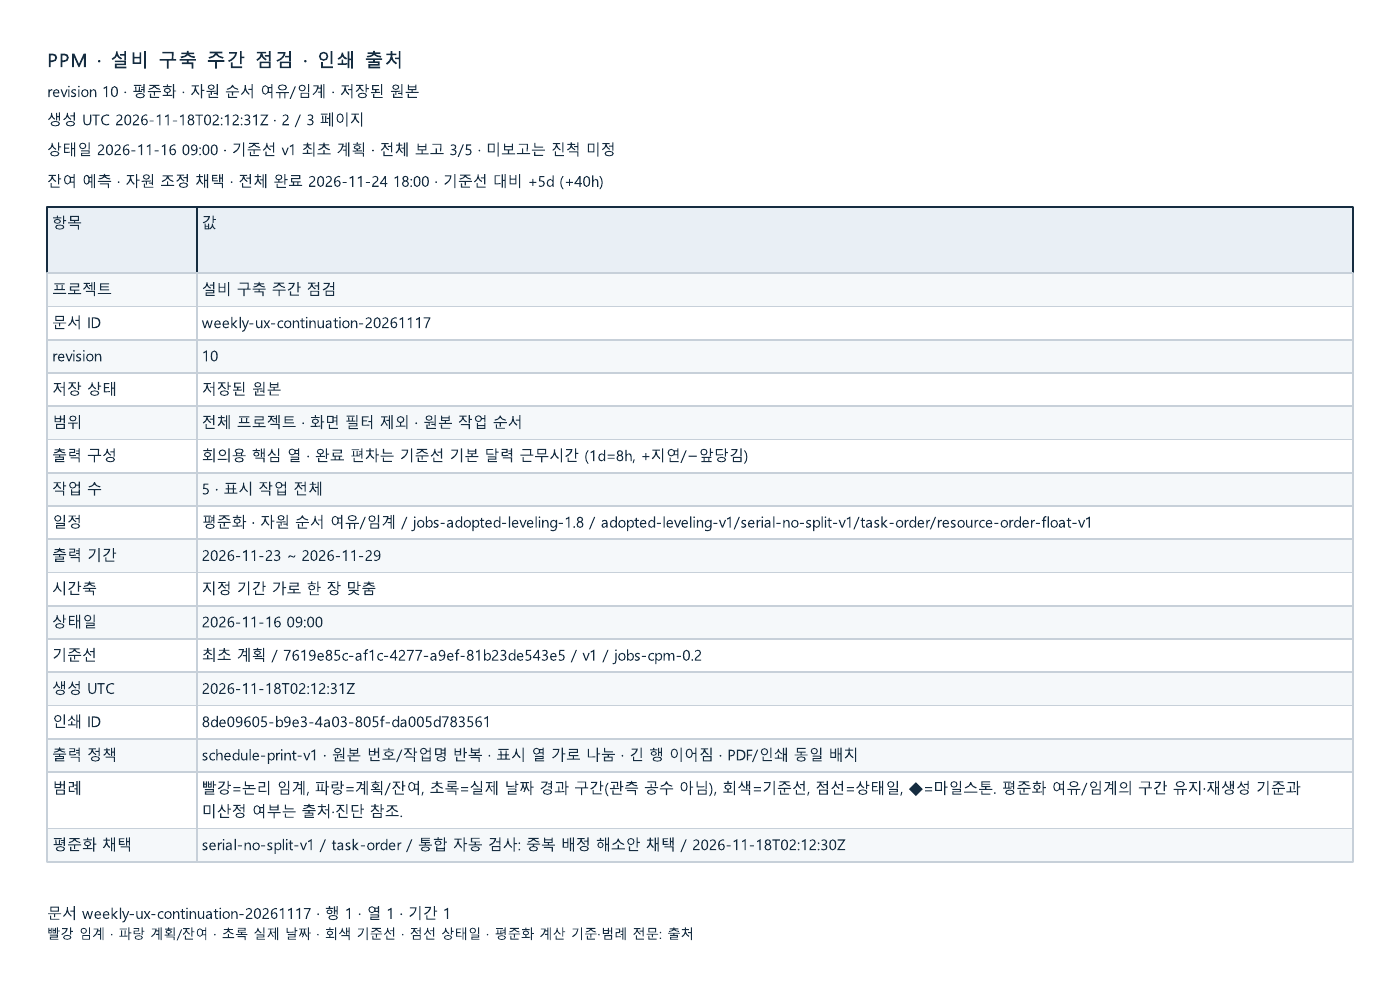 PPM · 설비 구축 주간 점검 · 인쇄 출처
revision 10 · 평준화 · 자원 순서 여유/임계 · 저장된 원본
생성 UTC 2026-11-18T02:12:31Z · 2 / 3 페이지
상태일 2026-11-16 09:00 · 기준선 v1 최초 계획 · 전체 보고 3/5 · 미보고는 진척 미정
잔여 예측 · 자원 조정 채택 · 전체 완료 2026-11-24 18:00 · 기준선 대비 +5d (+40h)
항목 값
프로젝트 설비 구축 주간 점검
문서 ID weekly-ux-continuation-20261117
revision 10
저장 상태 저장된 원본
범위 전체 프로젝트 · 화면 필터 제외 · 원본 작업 순서
출력 구성 회의용 핵심 열 · 완료 편차는 기준선 기본 달력 근무시간 (1d=8h, +지연/−앞당김)
작업 수 5 · 표시 작업 전체
일정 평준화 · 자원 순서 여유/임계 / jobs-adopted-leveling-1.8 / adopted-leveling-v1/serial-no-split-v1/task-order/resource-order-float-v1
출력 기간 2026-11-23 ~ 2026-11-29
시간축 지정 기간 가로 한 장 맞춤
상태일 2026-11-16 09:00
기준선 최초 계획 / 7619e85c-af1c-4277-a9ef-81b23de543e5 / v1 / jobs-cpm-0.2
생성 UTC 2026-11-18T02:12:31Z
인쇄 ID 8de09605-b9e3-4a03-805f-da005d783561
출력 정책 schedule-print-v1 · 원본 번호/작업명 반복 · 표시 열 가로 나눔 · 긴 행 이어짐 · PDF/인쇄 동일 배치
범례 빨강=논리 임계, 파랑=계획/잔여, 초록=실제 날짜 경과 구간(관측 공수 아님), 회색=기준선, 점선=상태일, ◆=마일스톤. 평준화 여유/임계의 구간 유지·재생성 기준과
미산정 여부는 출처·진단 참조.
평준화 채택 serial-no-split-v1 / task-order / 통합 자동 검사: 중복 배정 해소안 채택 / 2026-11-18T02:12:30Z
문서 weekly-ux-continuation-20261117 · 행 1 · 열 1 · 기간 1
빨강 임계 · 파랑 계획/잔여 · 초록 실제 날짜 · 회색 기준선 · 점선 상태일 · 평준화 계산 기준·범례 전문: 출처